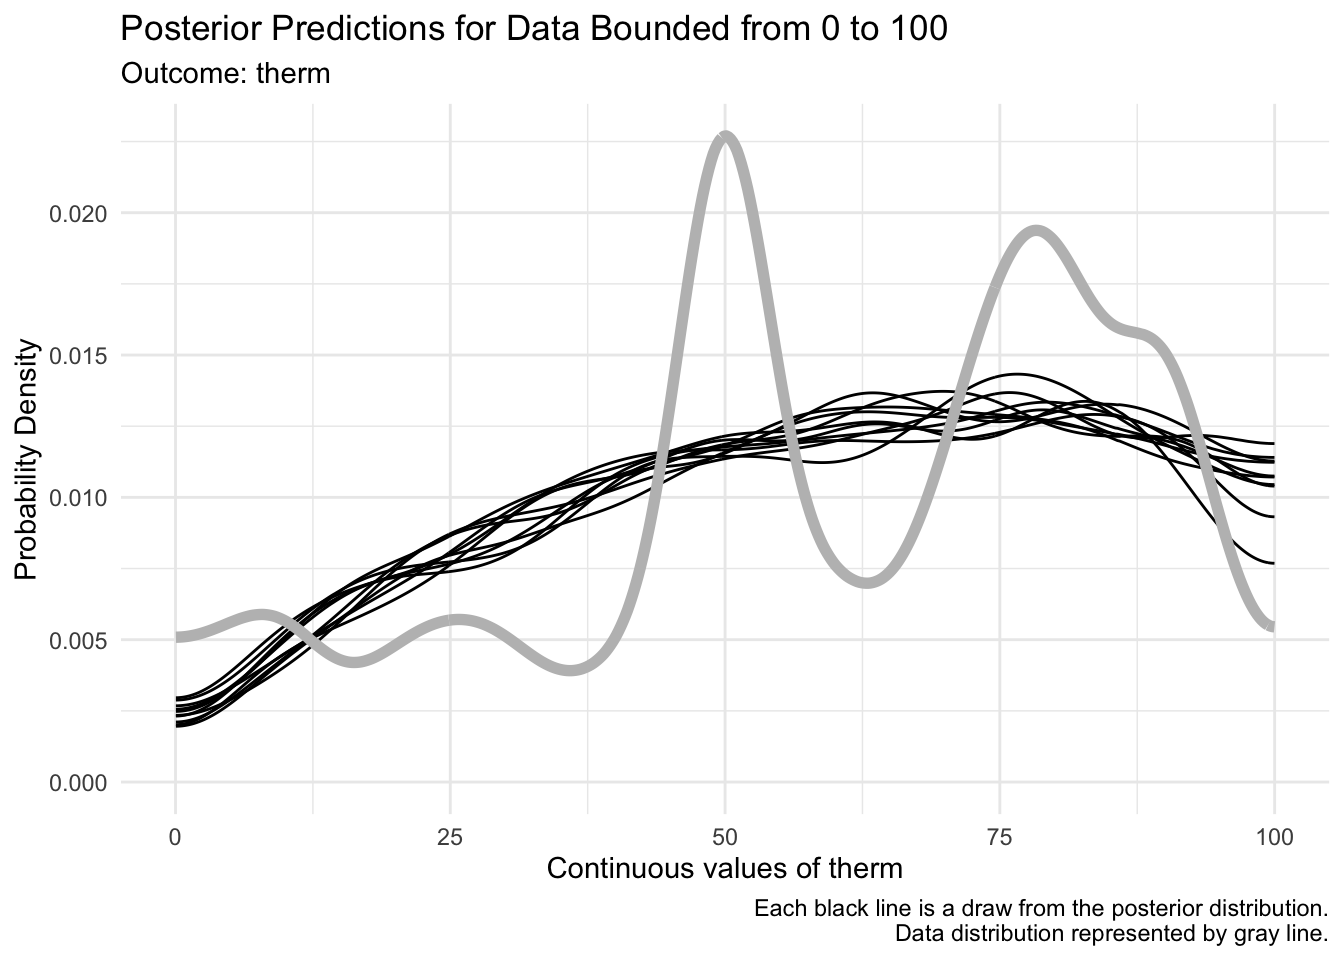 Posterior Predictions for Data Bounded from 0 to 100
Outcome: therm
Probability Density
0.020
0.015
0.010
0.005
0.000
0 25 50 75 100
Continuous values of therm
Each black line is a draw from the posterior distribution.
Data distribution represented by gray line.